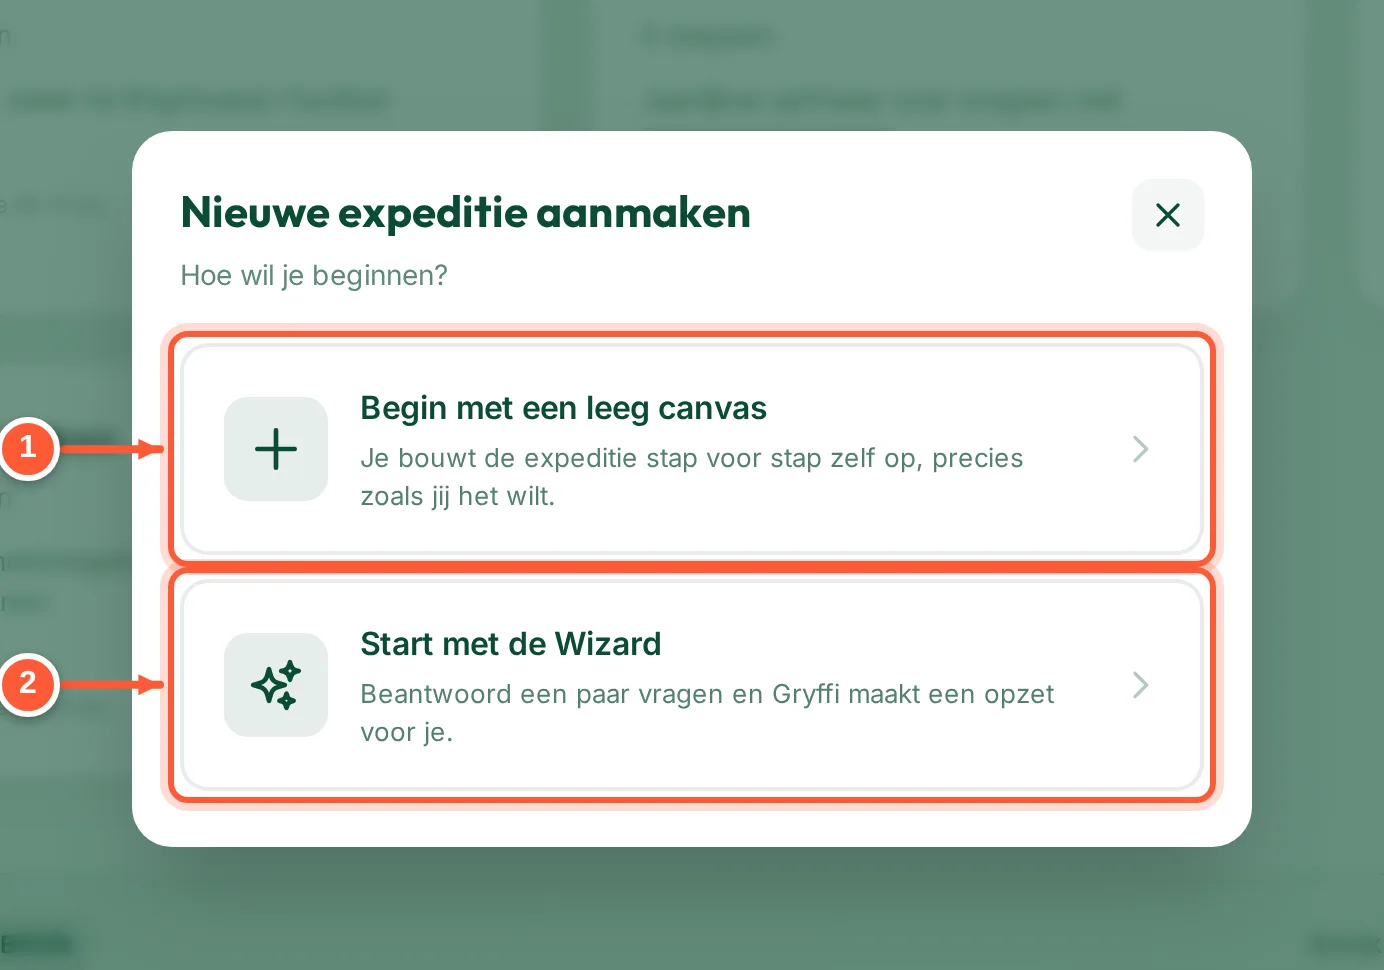 Nieuwe expeditie aanmaken
Hoe wil je beginnen?
1
Begin met een leeg canvas
Je bouwt de expeditie stap voor stap zelf op, precies
zoals jij het wilt.
2
Start met de Wizard
Beantwoord een paar vragen en Gryffi maakt een opzet
voor je.